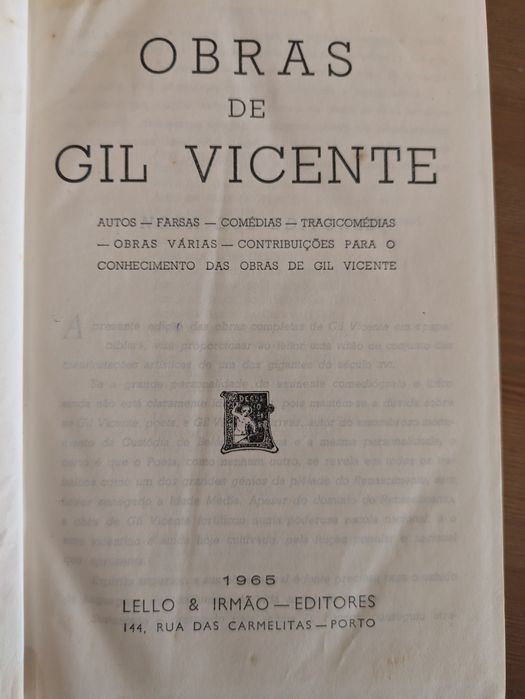 OBRAS
DE
GIL VICENTE
AUTOS — FARSAS — COMÉDIAS — TRAGICOMÉDIAS
— OBRAS VÁRIAS — CONTRIBUIÇÕES PARA O
CONHECIMENTO DAS OBRAS DE GIL VICENTE
DECUS
1965
LELLO & IRMÃO — EDITORES
144, RUA DAS CARMELITAS — PORTO